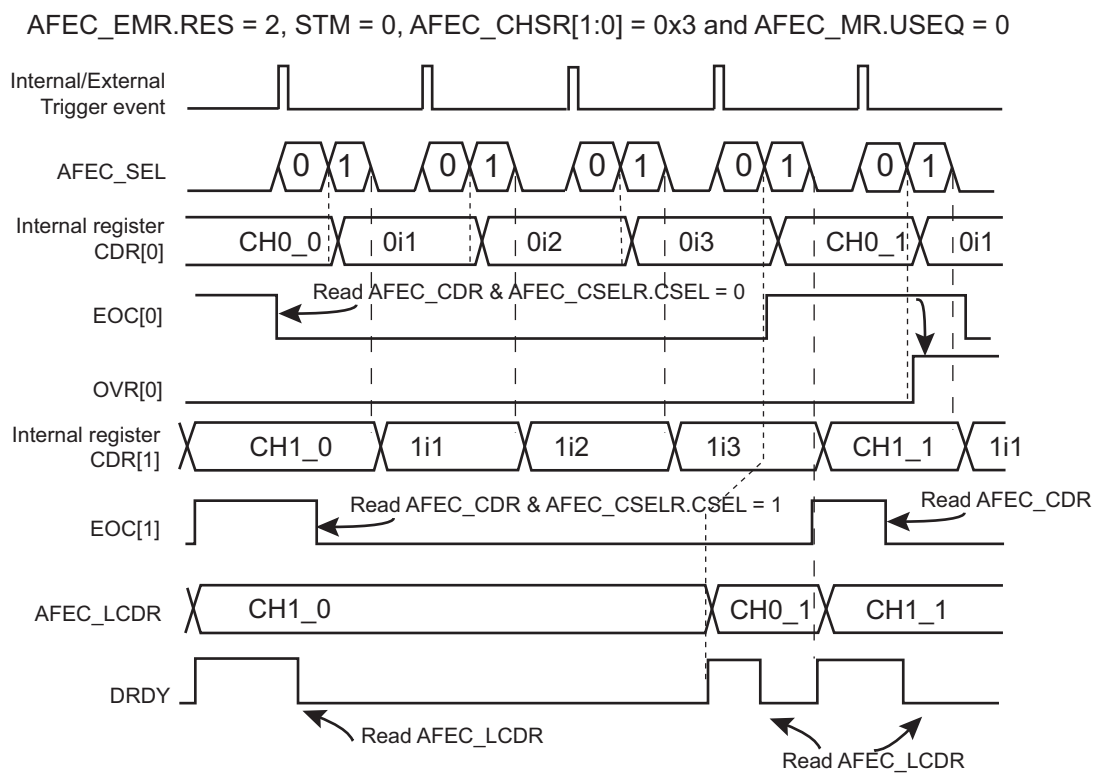 AFEC_EMR.RES = 2, STM = 0, AFEC_CHSR[1:0] = 0x3 and AFEC_MR.USEQ = 0
Internal/External
Trigger event
AFEC_SEL
0 1 0 1 0 1 0 1 0 1
Internal register
CDR[0]
CH0_0 0i1 0i2 0i3 CH0_1 0i1
Read AFEC_CDR & AFEC_CSELR.CSEL = 0
EOC[0]
OVR[0]
Internal register
CDR[1]
CH1_0 1i1 1i2 1i3 CH1_1 1i1
Read AFEC_CDR & AFEC_CSELR.CSEL = 1
Read AFEC_CDR
EOC[1]
AFEC_LCDR
CH1_0 CH0_1 CH1_1
DRDY
Read AFEC_LCDR
Read AFEC_LCDR